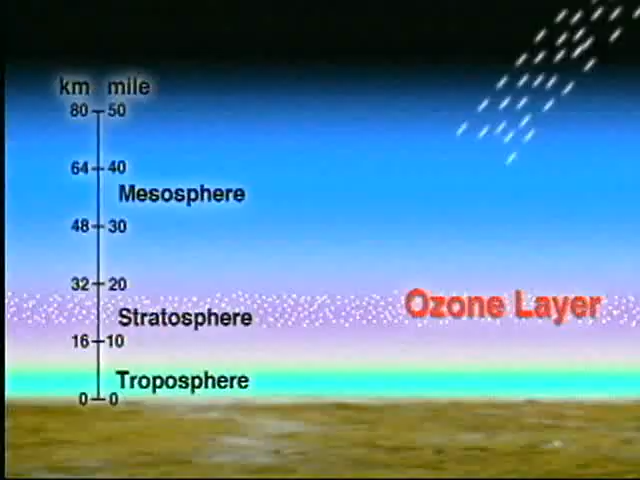 km mile
80 50
64 40
Mesosphere
48 30
32 20
Ozone Layer
Stratosphere
16 10
Troposphere
0 0